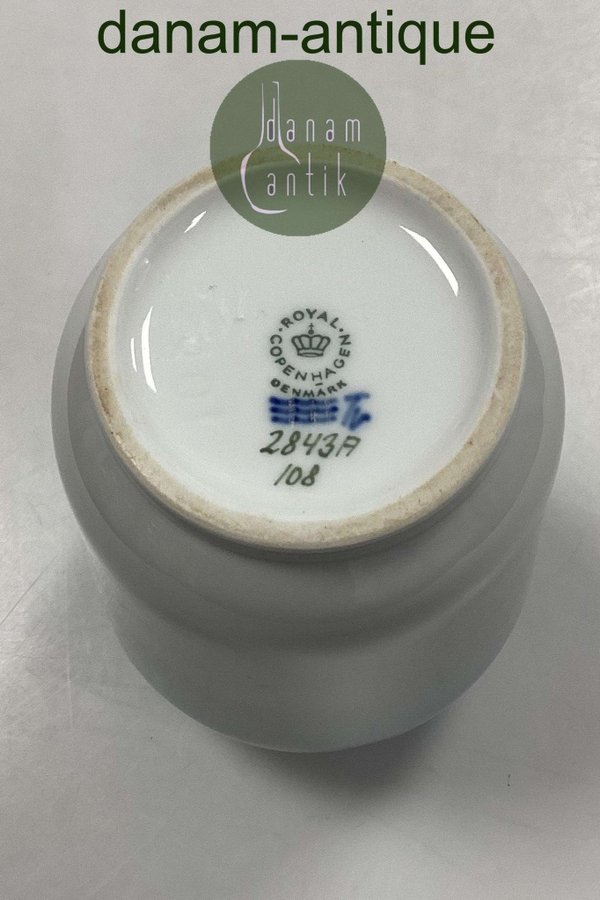 danam-antique
danam
antik
ROYAL
COPENHAGEN
DENMARK
2843A
108